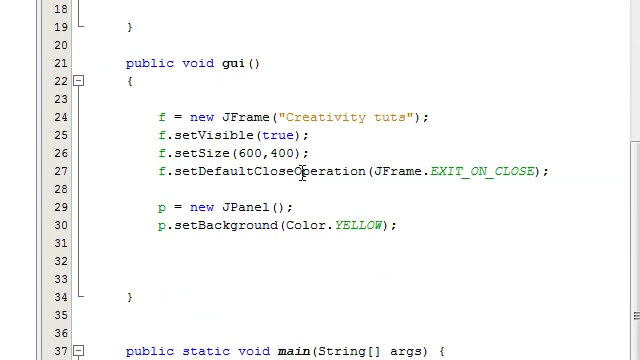 18
19 }
20
21 public void gui()
22 {
23
24 f = new JFrame("Creativity tuts");
25 f.setVisible(true);
26 f.setSize(600,400);
27 f.setDefaultCloseOperation(JFrame.EXIT_ON_CLOSE);
28
29 p = new JPanel();
30 p.setBackground(Color.YELLOW);
31
32
33
34 }
35
36
37 public static void main(String[] args) {